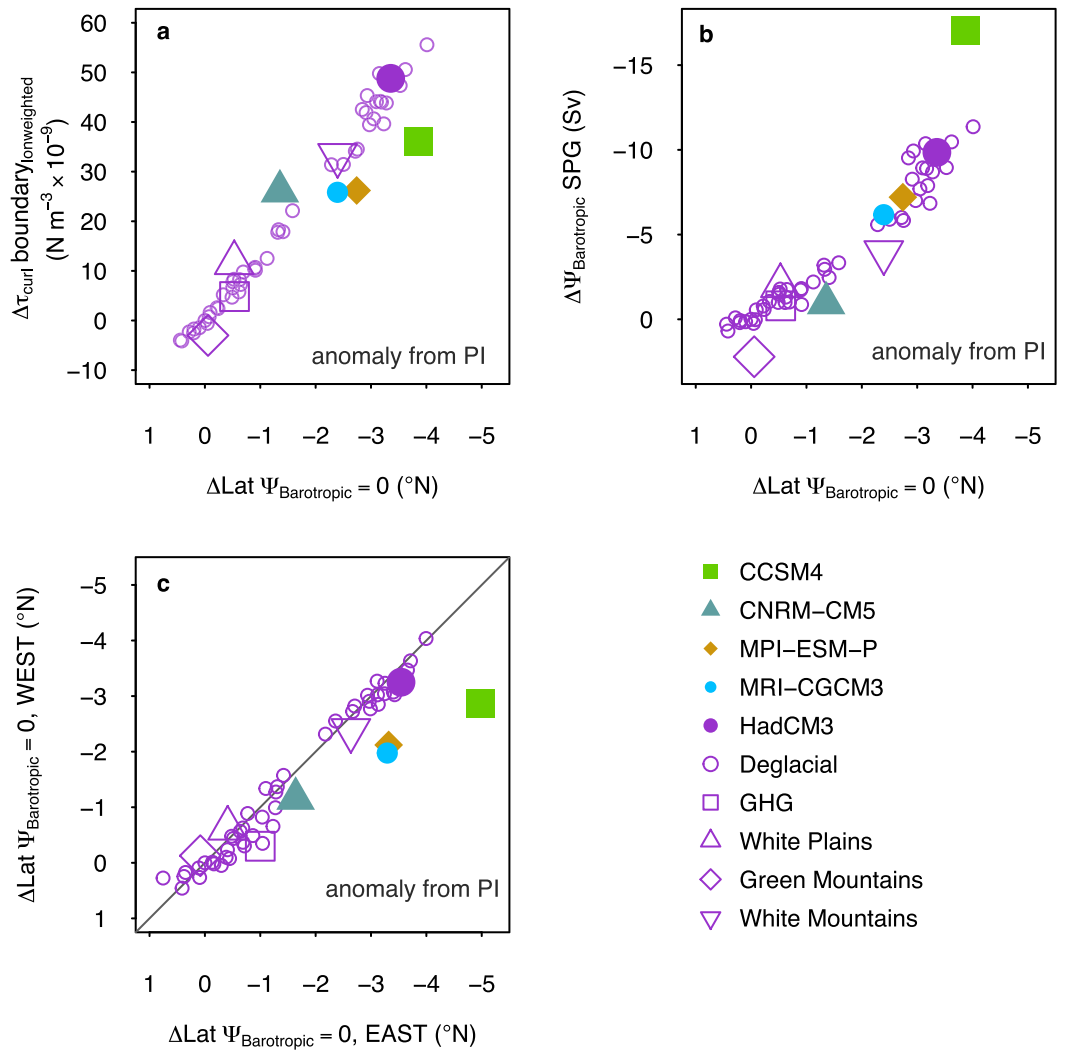 a
60
50
40
30
20
10
0
−10
Δτcurl boundarylonweighted
(N m−3 × 10−9)
anomaly from PI
1 0 −1 −2 −3 −4 −5
ΔLat ΨBarotropic = 0 (°N)
b
−15
−10
−5
0
ΔΨBarotropic SPG (Sv)
anomaly from PI
1 0 −1 −2 −3 −4 −5
ΔLat ΨBarotropic = 0 (°N)
c
−5
−4
−3
−2
−1
0
1
ΔLat ΨBarotropic = 0, WEST (°N)
anomaly from PI
1 0 −1 −2 −3 −4 −5
ΔLat ΨBarotropic = 0, EAST (°N)
CCSM4
CNRM−CM5
MPI−ESM−P
MRI−CGCM3
HadCM3
Deglacial
GHG
White Plains
Green Mountains
White Mountains